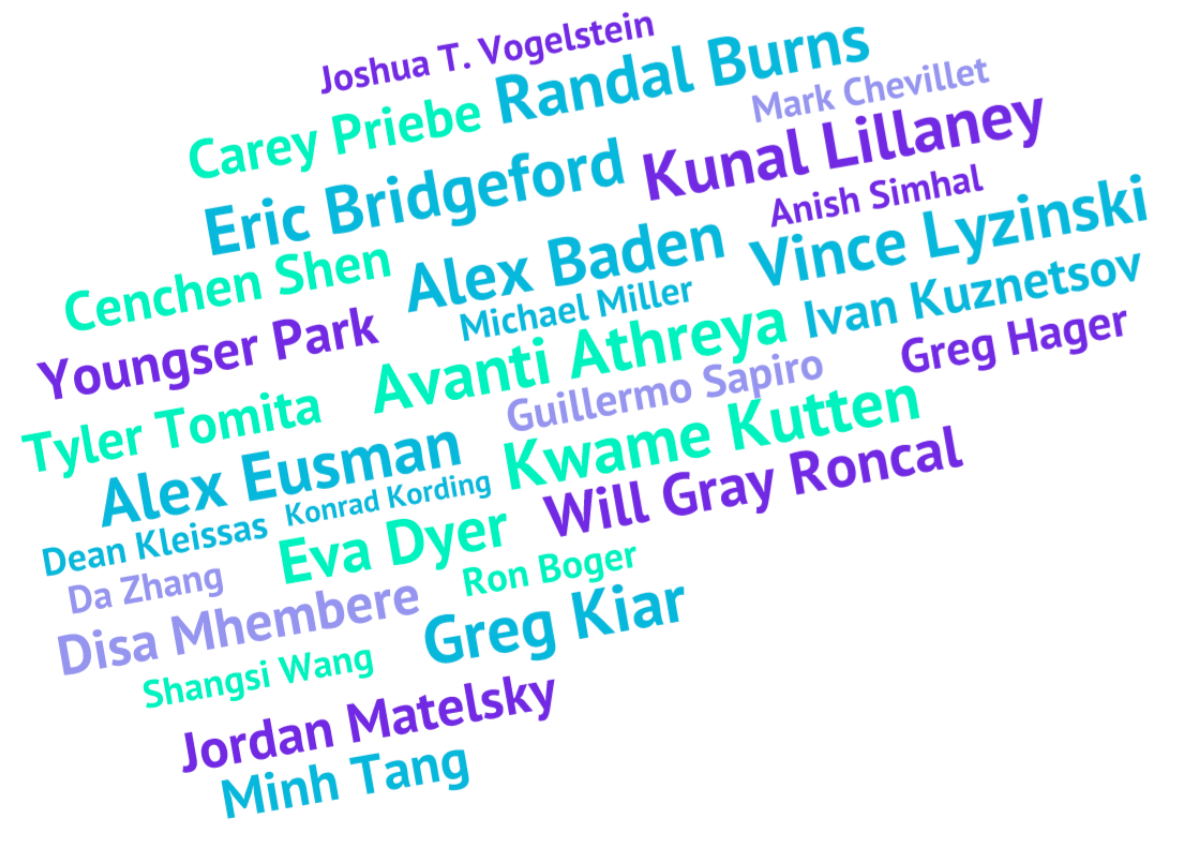 Joshua T. Vogelstein
Randal Burns
Carey Priebe
Mark Chevillet
Kunal Lillaney
Eric Bridgeford
Anish Simhal
Vince Lyzinski
Alex Baden
Cenchen Shen
Michael Miller
Ivan Kuznetsov
Youngser Park
Avanti Athreya
Greg Hager
Guillermo Sapiro
Tyler Tomita
Kwame Kutten
Alex Eusman
Will Gray Roncal
Konrad Kording
Dean Kleissas
Eva Dyer
Da Zhang
Ron Boger
Disa Mhembere
Greg Kiar
Shangsi Wang
Jordan Matelsky
Minh Tang